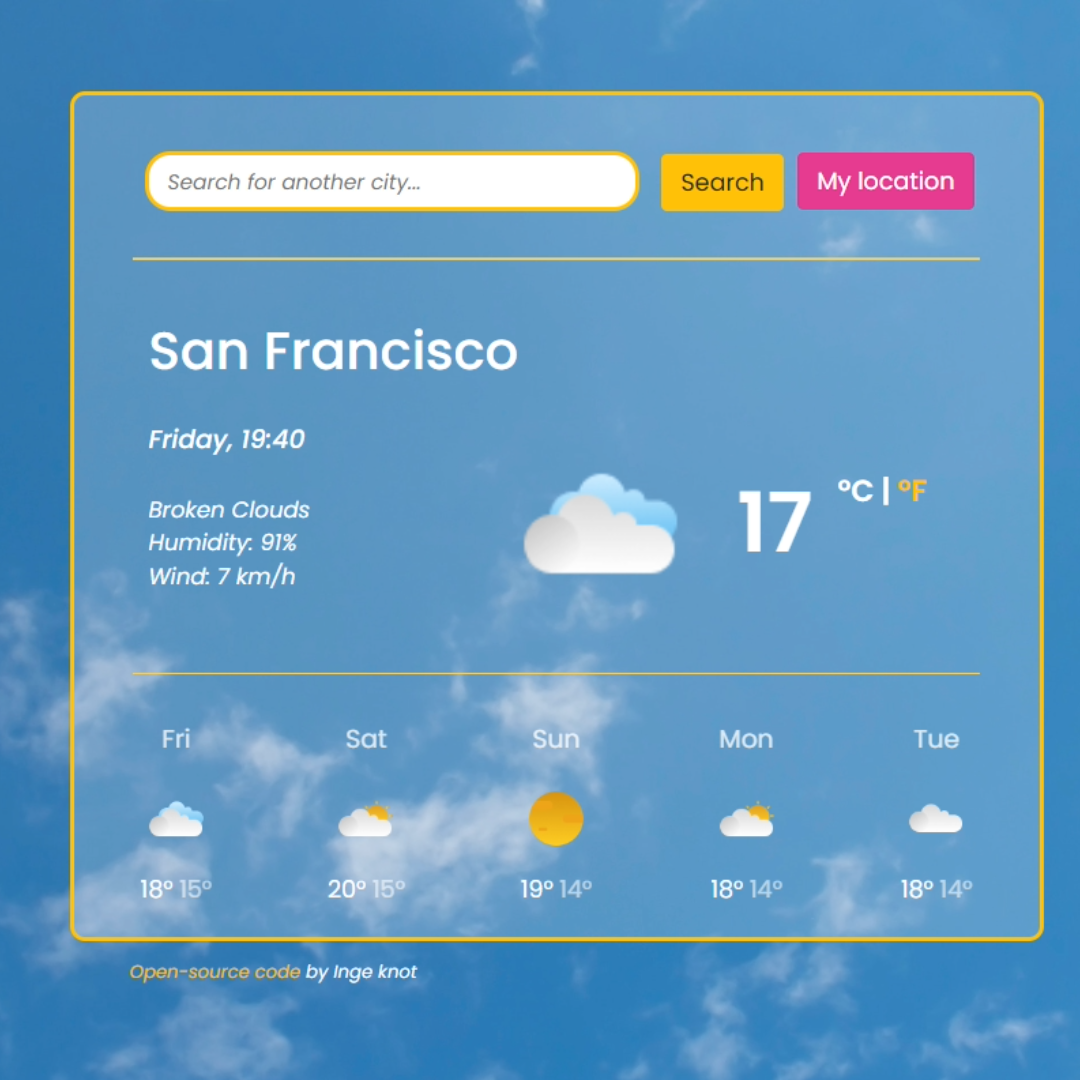 Search for another city...
Search
My location
San Francisco
Friday, 19:40
Broken Clouds
Humidity: 91%
Wind: 7 km/h
17 °C | °F
Fri Sat Sun Mon Tue
18° 15° 20° 15° 19° 14° 18° 14° 18° 14°
Open-source code by Inge knot